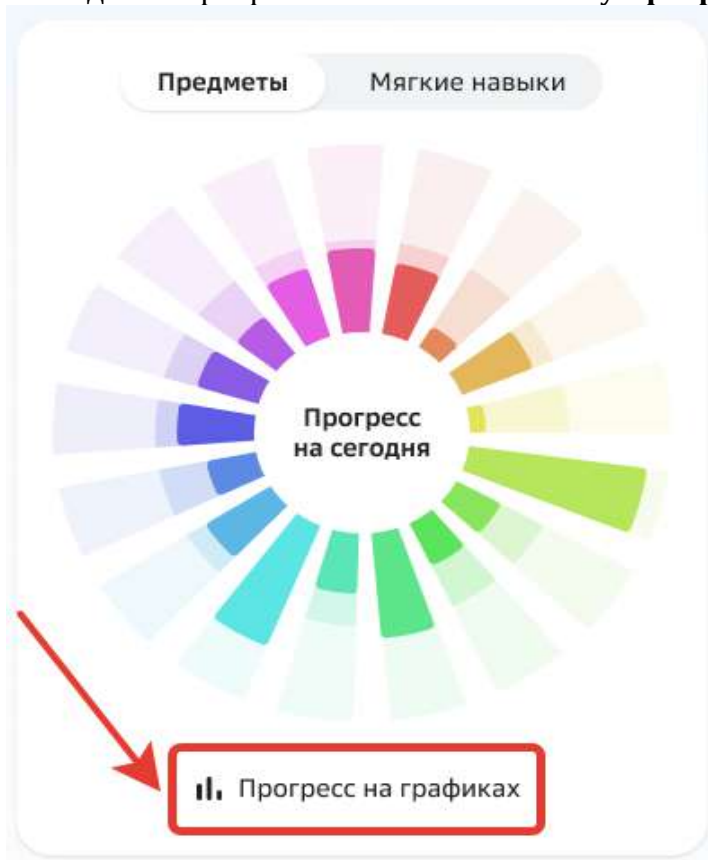 Предметы
Мягкие навыки
Прогресс
на сегодня
Прогресс на графиках